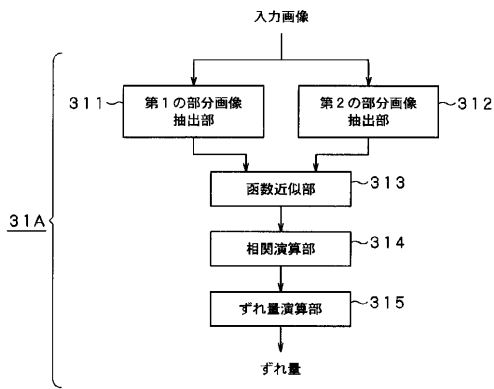 入力画像
311
第1の部分画像
抽出部
第2の部分画像
抽出部
312
函数近似部
313
31A
相関演算部
314
ずれ量演算部
315
ずれ量